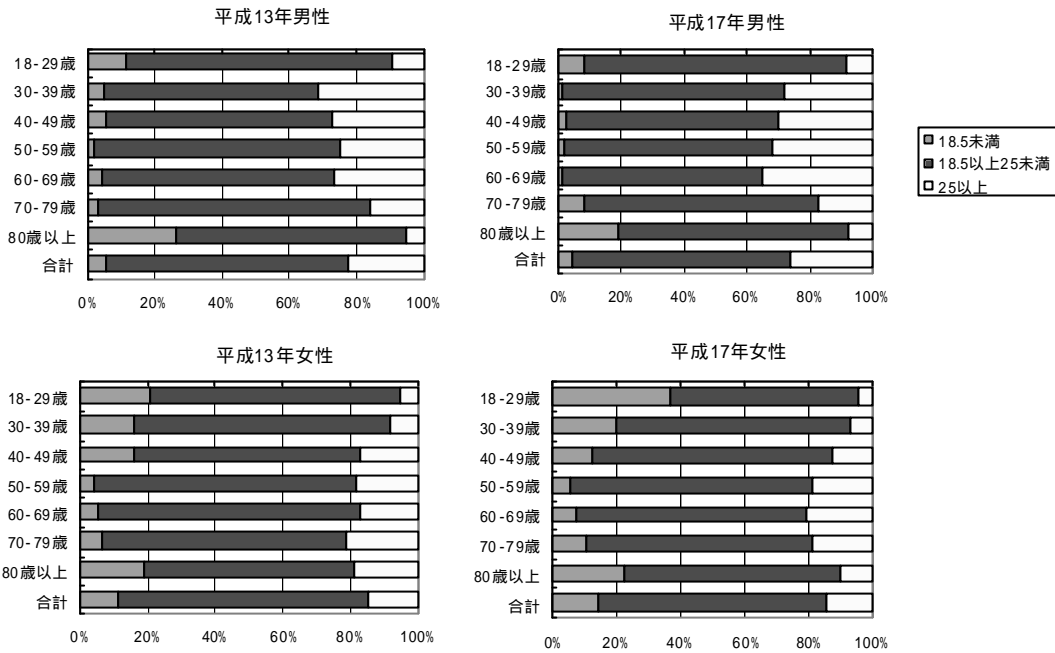 平成13年男性
18-29歳
30-39歳
40-49歳
50-59歳
60-69歳
70-79歳
80歳以上
合計
0% 20% 40% 60% 80% 100%
平成17年男性
18-29歳
30-39歳
40-49歳
50-59歳
60-69歳
70-79歳
80歳以上
合計
0% 20% 40% 60% 80% 100%
18.5未満
18.5以上25未満
25以上
平成13年女性
18-29歳
30-39歳
40-49歳
50-59歳
60-69歳
70-79歳
80歳以上
合計
0% 20% 40% 60% 80% 100%
平成17年女性
18-29歳
30-39歳
40-49歳
50-59歳
60-69歳
70-79歳
80歳以上
合計
0% 20% 40% 60% 80% 100%